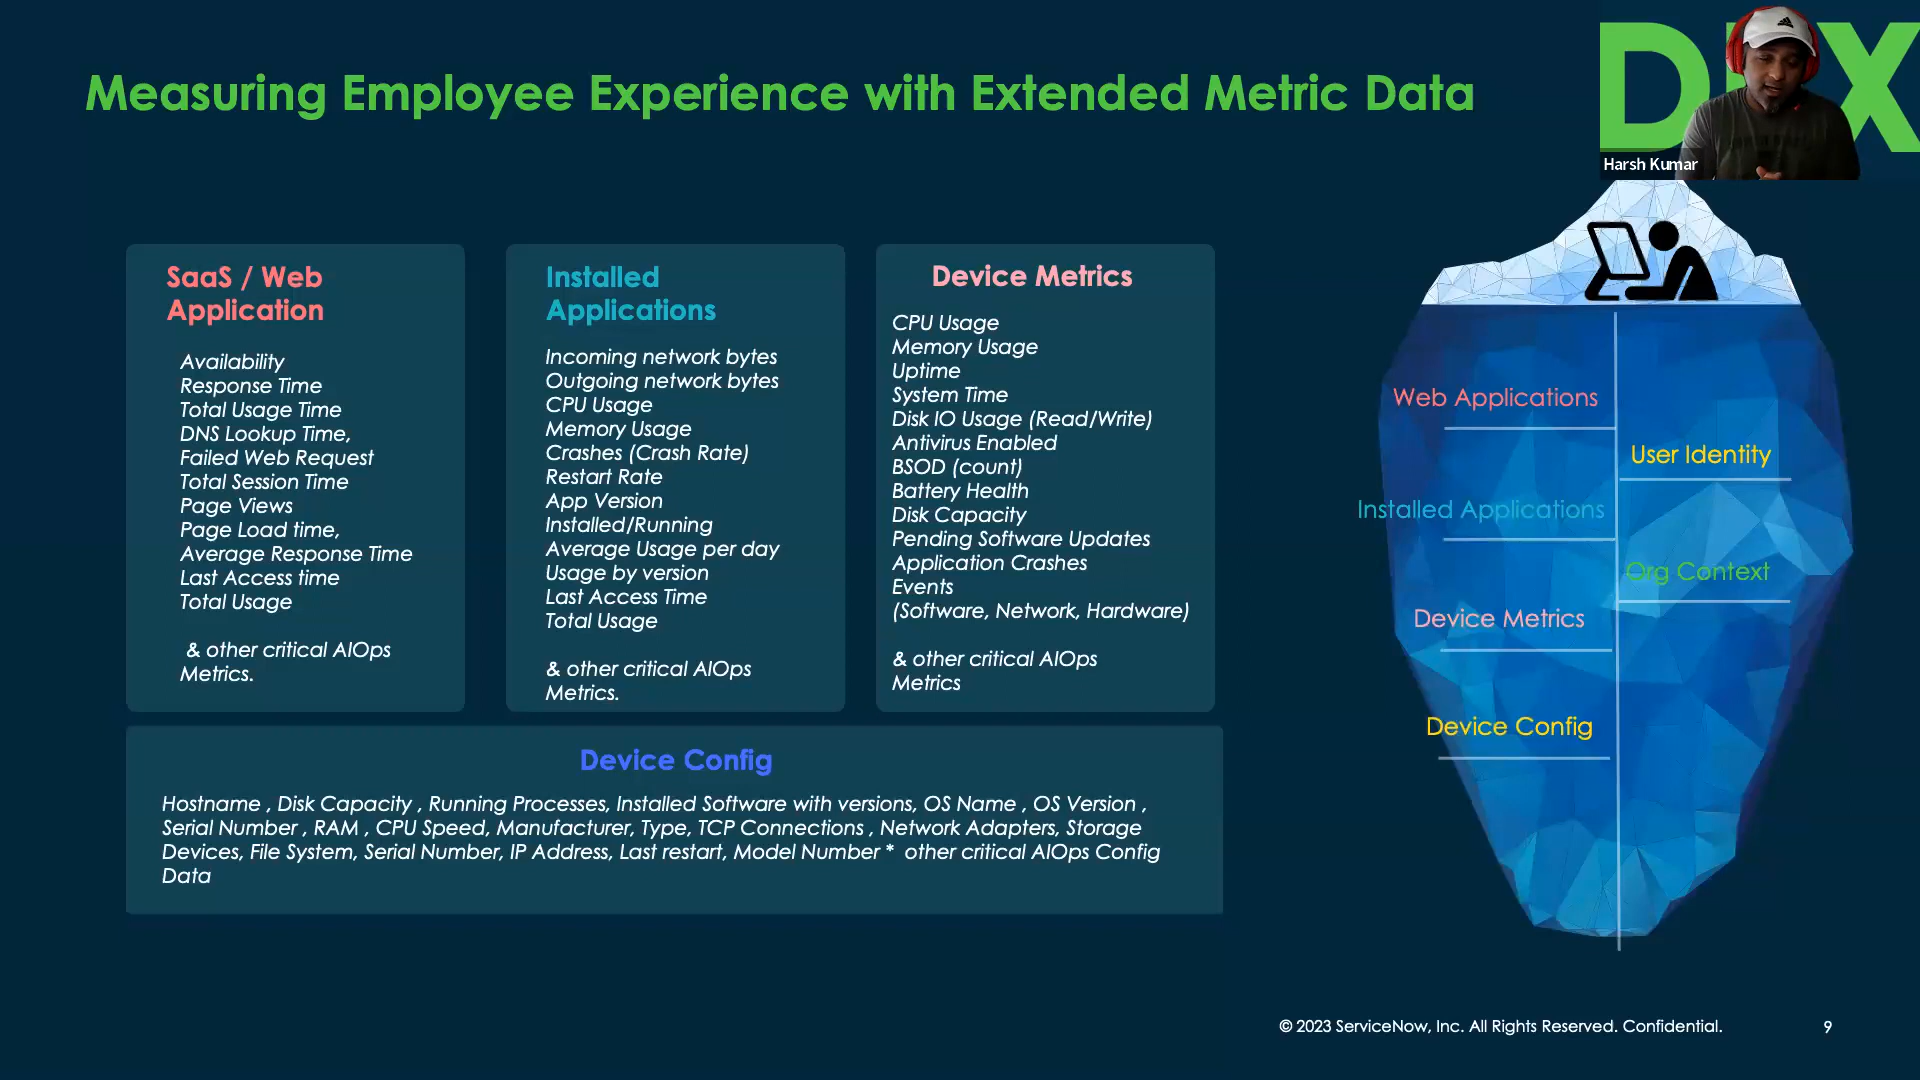 Measuring Employee Experience with Extended Metric Data
Harsh Kumar
SaaS / Web
Application
Availability
Response Time
Total Usage Time
DNS Lookup Time,
Failed Web Request
Total Session Time
Page Views
Page Load time,
Average Response Time
Last Access time
Total Usage
& other critical AIOps
Metrics.
Installed
Applications
Incoming network bytes
Outgoing network bytes
CPU Usage
Memory Usage
Crashes (Crash Rate)
Restart Rate
App Version
Installed/Running
Average Usage per day
Usage by version
Last Access Time
Total Usage
& other critical AIOps
Metrics.
Device Metrics
CPU Usage
Memory Usage
Uptime
System Time
Disk IO Usage (Read/Write)
Antivirus Enabled
BSOD (count)
Battery Health
Disk Capacity
Pending Software Updates
Application Crashes
Events
(Software, Network, Hardware)
& other critical AIOps
Metrics
Device Config
Hostname , Disk Capacity , Running Processes, Installed Software with versions, OS Name , OS Version ,
Serial Number , RAM , CPU Speed, Manufacturer, Type, TCP Connections , Network Adapters, Storage
Devices, File System, Serial Number, IP Address, Last restart, Model Number * other critical AIOps Config
Data
Web Applications
User Identity
Installed Applications
Org Context
Device Metrics
Device Config
© 2023 ServiceNow, Inc. All Rights Reserved. Confidential.
9